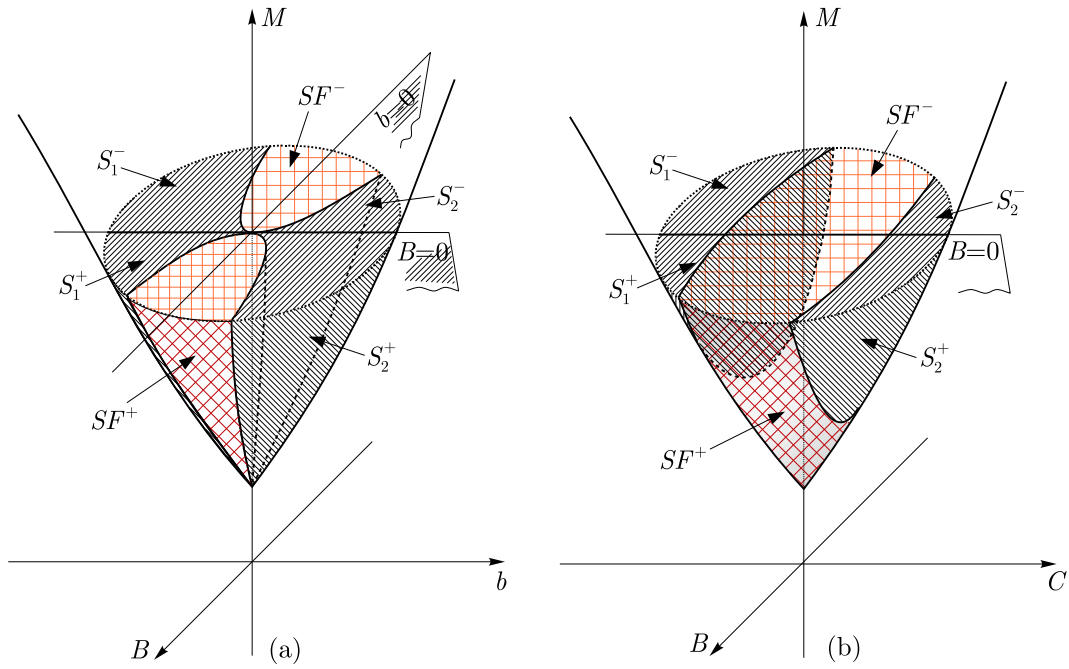 M
b=0
SF⁻
S₁⁻
S₂⁻
B=0
S₁⁺
S₂⁺
SF⁺
b
B
(a)
M
SF⁻
S₁⁻
S₂⁻
B=0
S₁⁺
S₂⁺
SF⁺
C
B
(b)